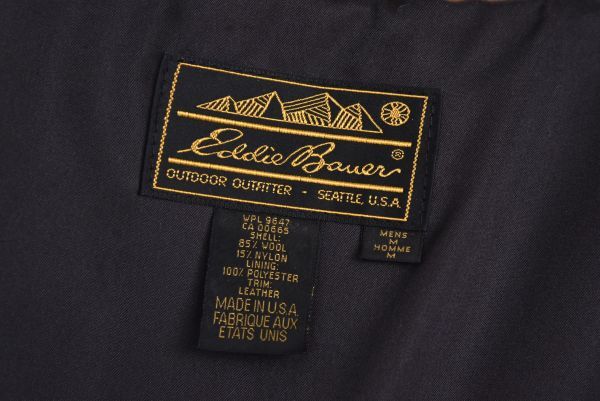 Eddie Bauer ®
OUTDOOR OUTFITTER - SEATTLE, U.S.A.
WPL 9647
CA 00665
SHELL:
85% WOOL
15% NYLON
LINING:
100% POLYESTER
TRIM:
LEATHER
MADE IN U.S.A.
FABRIQUE AUX
ETATS UNIS
MENS
M
HOMME
M